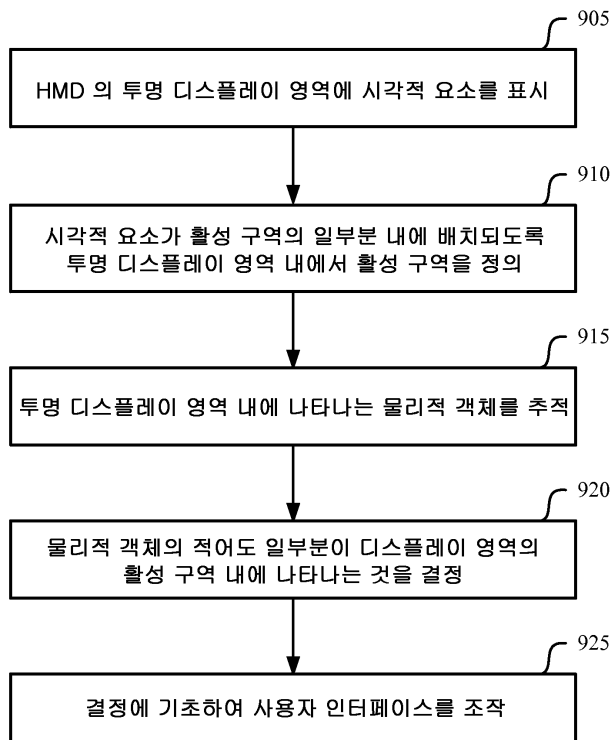 905
HMD 의 투명 디스플레이 영역에 시각적 요소를 표시
910
시각적 요소가 활성 구역의 일부분 내에 배치되도록
투명 디스플레이 영역 내에서 활성 구역을 정의
915
투명 디스플레이 영역 내에 나타나는 물리적 객체를 추적
920
물리적 객체의 적어도 일부분이 디스플레이 영역의
활성 구역 내에 나타나는 것을 결정
925
결정에 기초하여 사용자 인터페이스를 조작